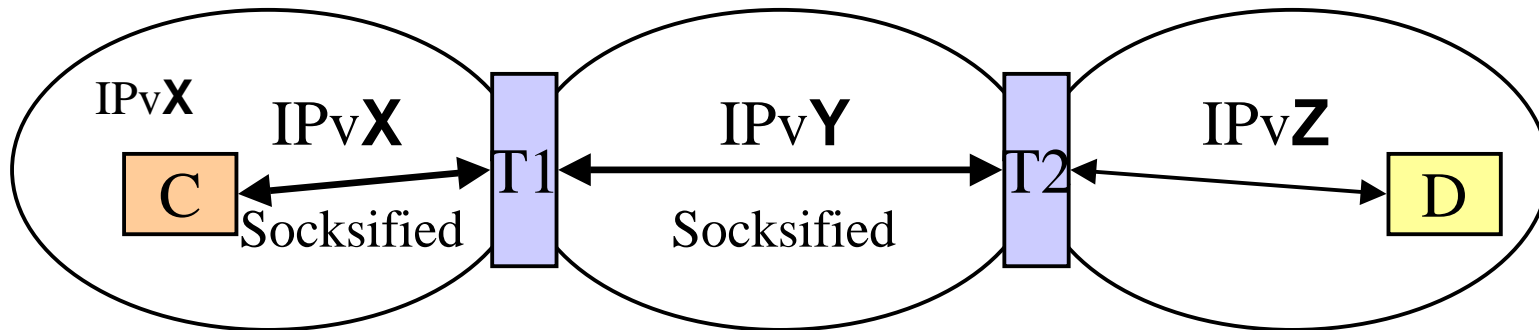 IPvX
IPvX
IPvY
IPvZ
C
T1
T2
D
Socksified
Socksified